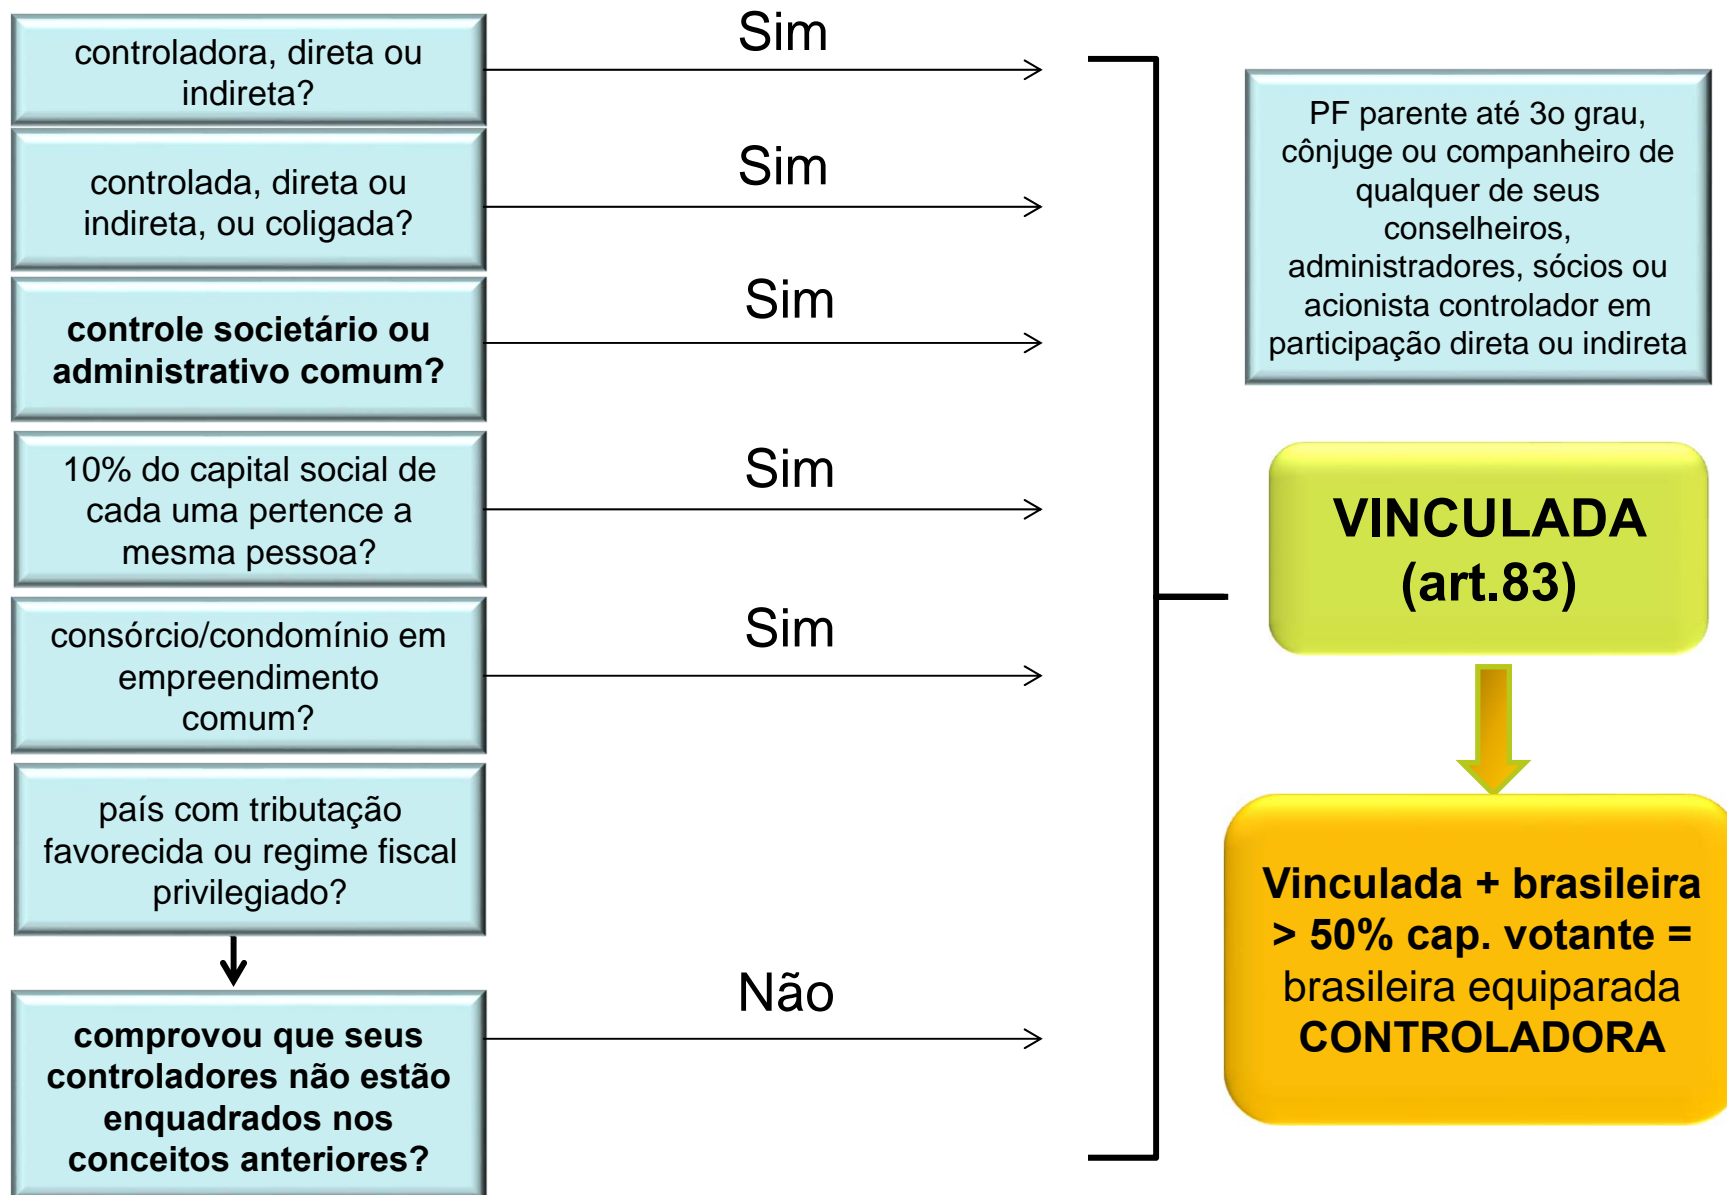 controladora, direta ou
indireta?
Sim
controlada, direta ou
indireta, ou coligada?
Sim
controle societário ou
administrativo comum?
Sim
10% do capital social de
cada uma pertence a
mesma pessoa?
Sim
consórcio/condomínio em
empreendimento
comum?
Sim
país com tributação
favorecida ou regime fiscal
privilegiado?
comprovou que seus
controladores não estão
enquadrados nos
conceitos anteriores?
Não
PF parente até 3o grau,
cônjuge ou companheiro de
qualquer de seus
conselheiros,
administradores, sócios ou
acionista controlador em
participação direta ou indireta
VINCULADA
(art.83)
Vinculada + brasileira
> 50% cap. votante =
brasileira equiparada
CONTROLADORA